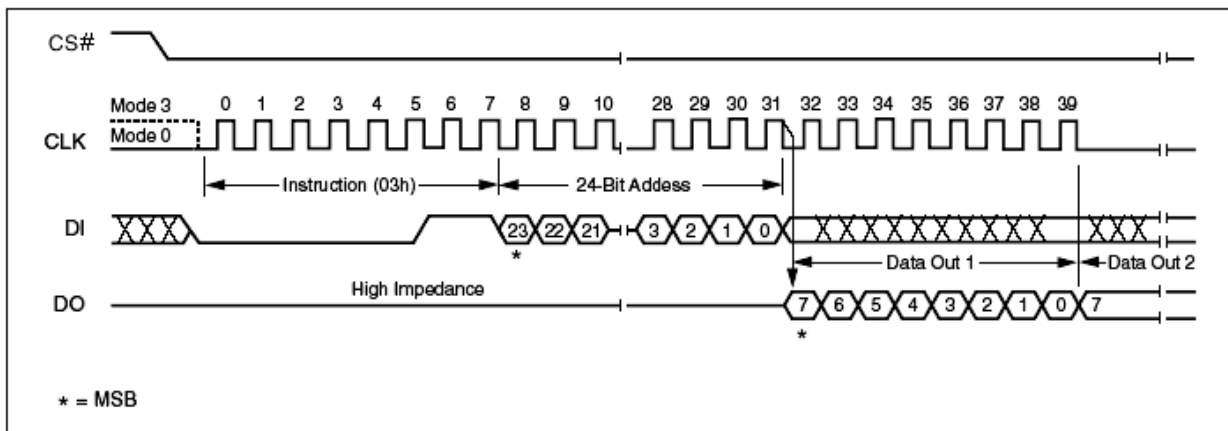 CS#
Mode 3
0 1 2 3 4 5 6 7 8 9 10 28 29 30 31 32 33 34 35 36 37 38 39
CLK
Mode 0
Instruction (03h)
24-Bit Addess
DI
23 22 21 3 2 1 0
*
Data Out 1
Data Out 2
High Impedance
DO
7 6 5 4 3 2 1 0 7
*
* = MSB